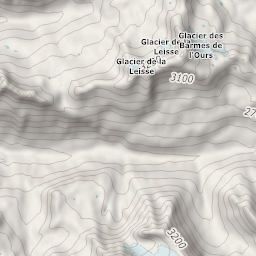 Glacier des
Barmes de
l'Ours
Glacier de la
Leisse
Glacier de la
Leisse
3100
3200